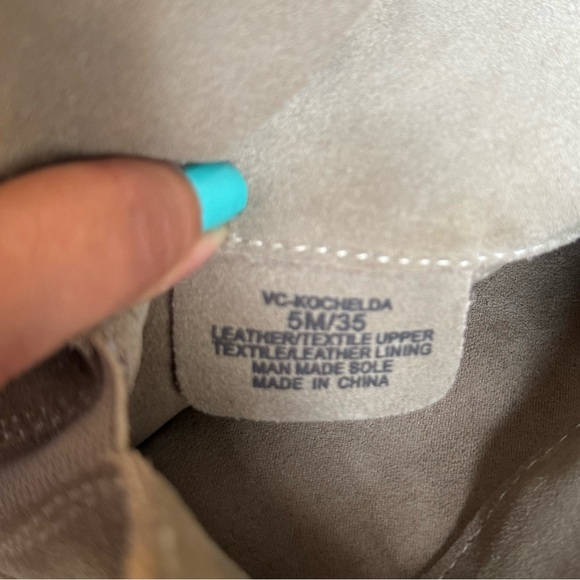 VC-KOCHELDA
5M/35
LEATHER/TEXTILE UPPER
TEXTILE/LEATHER LINING
MAN MADE SOLE
MADE IN CHINA